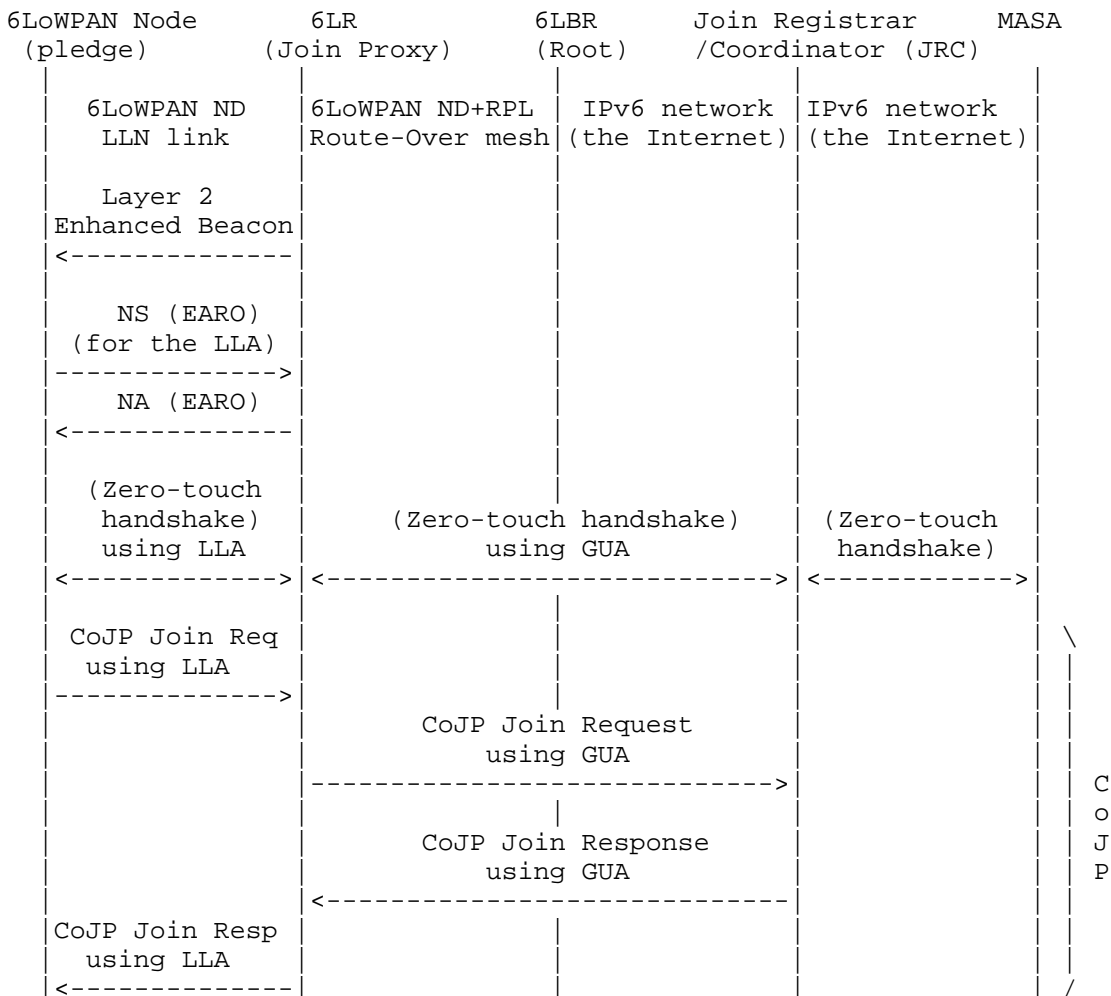 6LoWPAN Node 6LR 6LBR Join Registrar MASA
(pledge) (Join Proxy) (Root) /Coordinator (JRC)
6LoWPAN ND 6LoWPAN ND+RPL IPv6 network IPv6 network
LLN link Route-Over mesh (the Internet) (the Internet)
Layer 2
Enhanced Beacon
NS (EARO)
(for the LLA)
NA (EARO)
(Zero-touch
handshake) (Zero-touch handshake) (Zero-touch
using LLA using GUA handshake)
CoJP Join Req
using LLA
CoJP Join Request
using GUA
C
o
CoJP Join Response J
using GUA P
CoJP Join Resp
using LLA